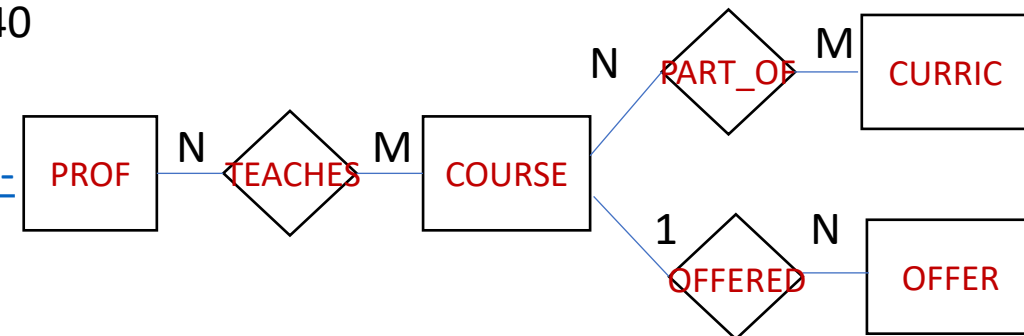 40
N
PART_OF
M
CURRIC
PROF
N
TEACHES
M
COURSE
1
OFFERED
N
OFFER